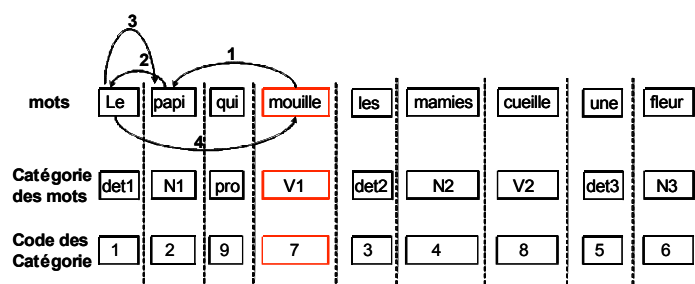 3
2 1
mots Le papi qui mouille les mamies cueille une fleur
4
Catégorie des mots det1 N1 pro V1 det2 N2 V2 det3 N3
Code des Catégorie 1 2 9 7 3 4 8 5 6